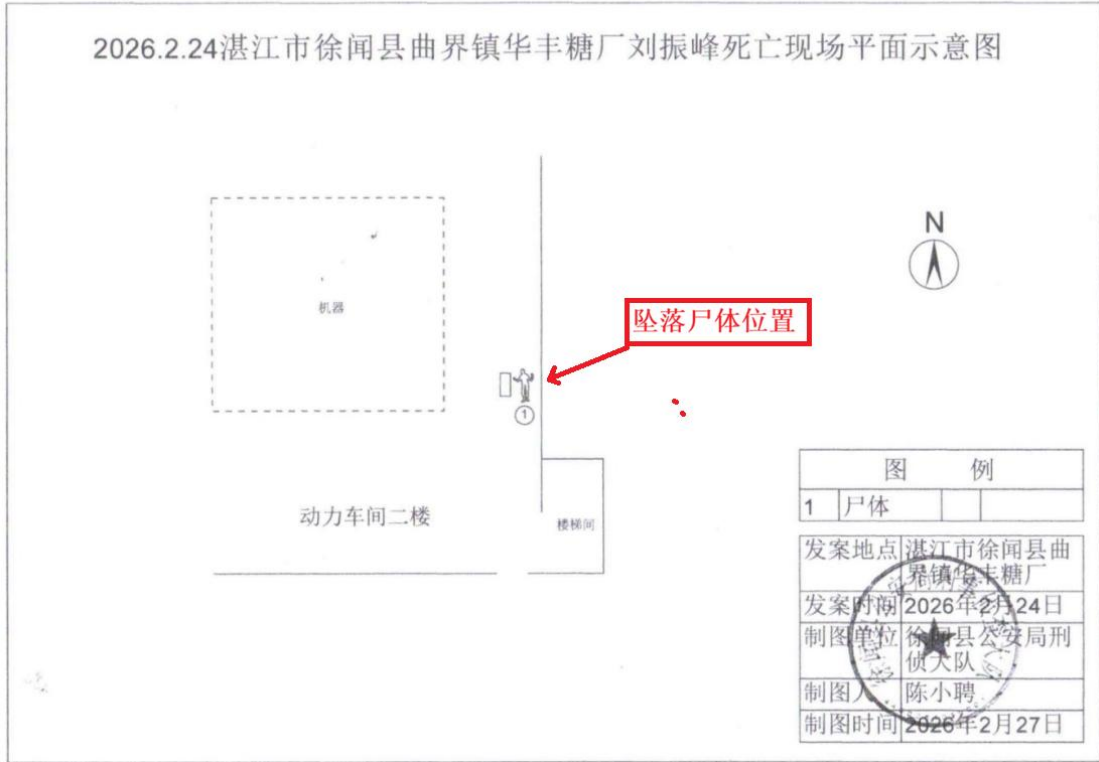 2026.2.24湛江市徐闻县曲界镇华丰糖厂刘振峰死亡现场平面示意图
N
机器
坠落尸体位置
1
动力车间二楼
楼梯间
图 例
1 尸体
发案地点 湛江市徐闻县曲
界镇华丰糖厂
发案时间 2026年2月24日
制图单位 徐闻县公安局刑
侦大队
制图人 陈小聘
制图时间 2026年2月27日